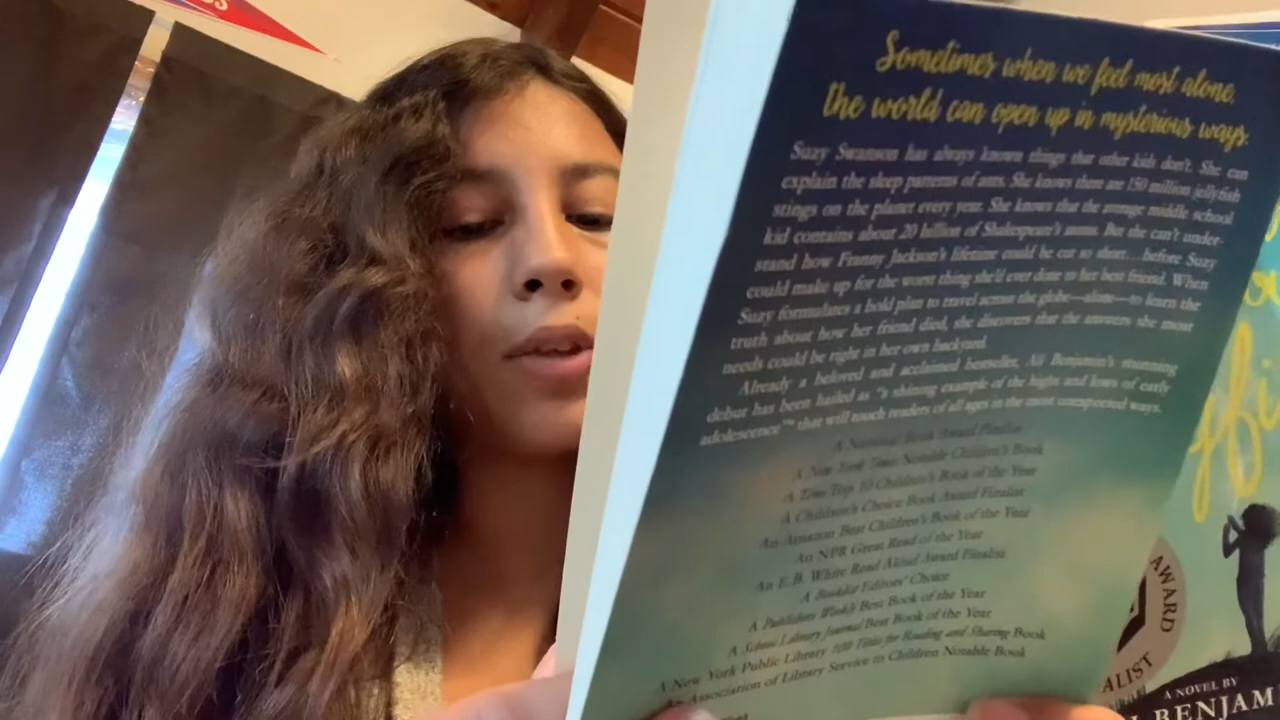 Sometimes when we feel most alone,
the world can open up in mysterious ways.
Suzy Swanson has always known things that other kids don't. She can
explain the sleep patterns of ants. She knows there are 150 million jellyfish
stings on the planet every year. She knows that the average middle school
kid contains about 20 billion of Shakespeare's atoms. But she can't under-
stand how Franny Jackson's lifetime could be cut so short...before Suzy
could make up for the worst thing she'd ever done to her best friend. When
Suzy formulates a bold plan to travel across the globe—alone—to learn the
truth about how her friend died, she discovers that the answers she most
needs could be right in her own backyard.
Already a beloved and acclaimed bestseller, Ali Benjamin's stunning
debut has been hailed as "a shining example of the highs and lows of early
adolescence"* that will touch readers of all ages in the most unexpected ways.
A National Book Award Finalist
A New York Times Notable Children's Book
A Time Top 10 Children's Book of the Year
A Children's Choice Book Award Finalist
An Amazon Best Children's Book of the Year
An NPR Great Read of the Year
An E.B. White Read Aloud Award Finalist
A Booklist Editors' Choice
A Publishers Weekly Best Book of the Year
A School Library Journal Best Book of the Year
A New York Public Library 100 Titles for Reading and Sharing Book
An Association of Library Service to Children Notable Book
AWARD
ALIST
A NOVEL BY
BENJAM